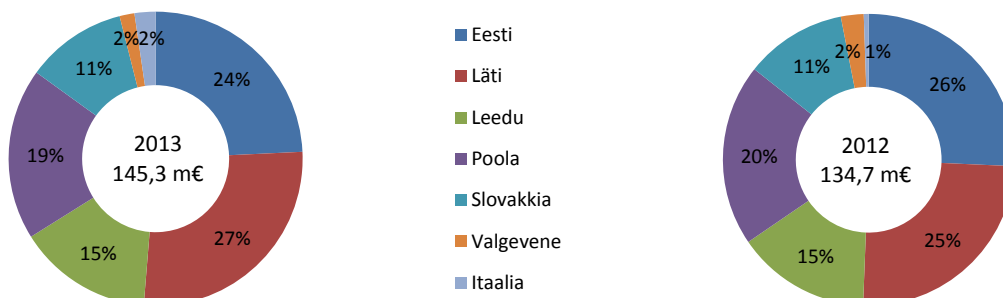 2%
2%
11%
24%
19%
2013
145,3 m€
27%
15%
Eesti
Läti
Leedu
Poola
Slovakkia
Valgevene
Itaalia
2%
1%
11%
26%
20%
2012
134,7 m€
25%
15%